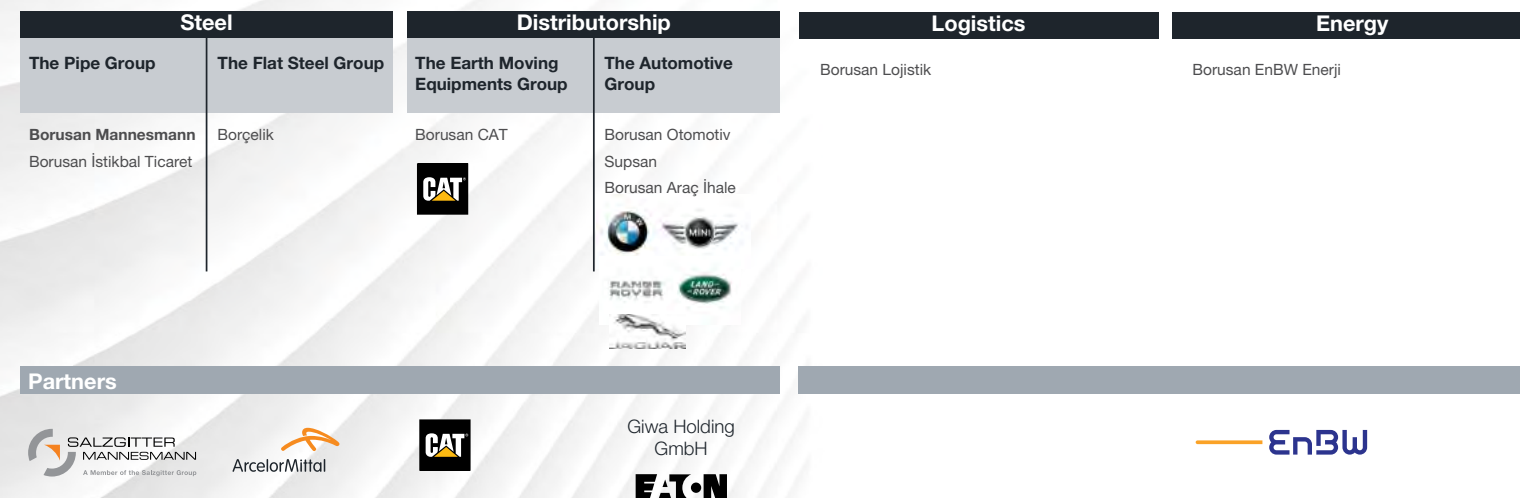 Steel
Distributorship
Logistics
Energy
The Pipe Group
The Flat Steel Group
The Earth Moving
Equipments Group
The Automotive
Group
Borusan Lojistik
Borusan EnBW Enerji
Borusan Mannesmann
Borusan İstikbal Ticaret
Borçelik
Borusan CAT
CAT
Borusan Otomotiv
Supsan
Borusan Araç İhale
BMW
MINI
RANGE
ROVER
LAND-
-ROVER
JAGUAR
Partners
SALZGITTER
MANNESMANN
A Member of the Salzgitter Group
ArcelorMittal
CAT
Giwa Holding
GmbH
EATON
EnBW